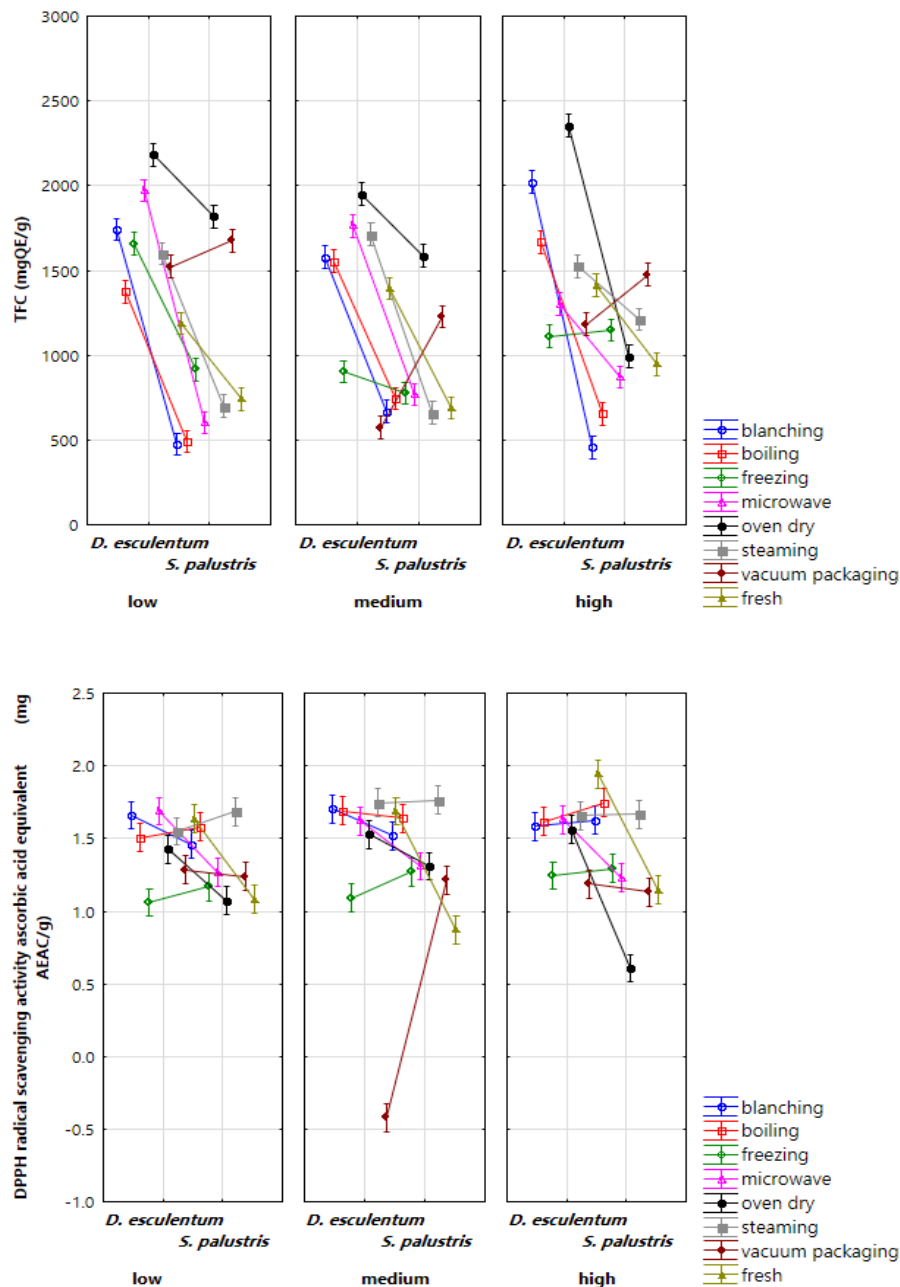 3000
2500
2000
1500
1000
500
0
TFC (mgQE/g)
D. esculentum
S. palustris
low
D. esculentum
S. palustris
medium
D. esculentum
S. palustris
high
blanching
boiling
freezing
microwave
oven dry
steaming
vacuum packaging
fresh
2.5
2.0
1.5
1.0
0.5
0.0
-0.5
-1.0
DPPH radical scavenging activity ascorbic acid equivalent (mg
AEAC/g)
D. esculentum
S. palustris
low
D. esculentum
S. palustris
medium
D. esculentum
S. palustris
high
blanching
boiling
freezing
microwave
oven dry
steaming
vacuum packaging
fresh